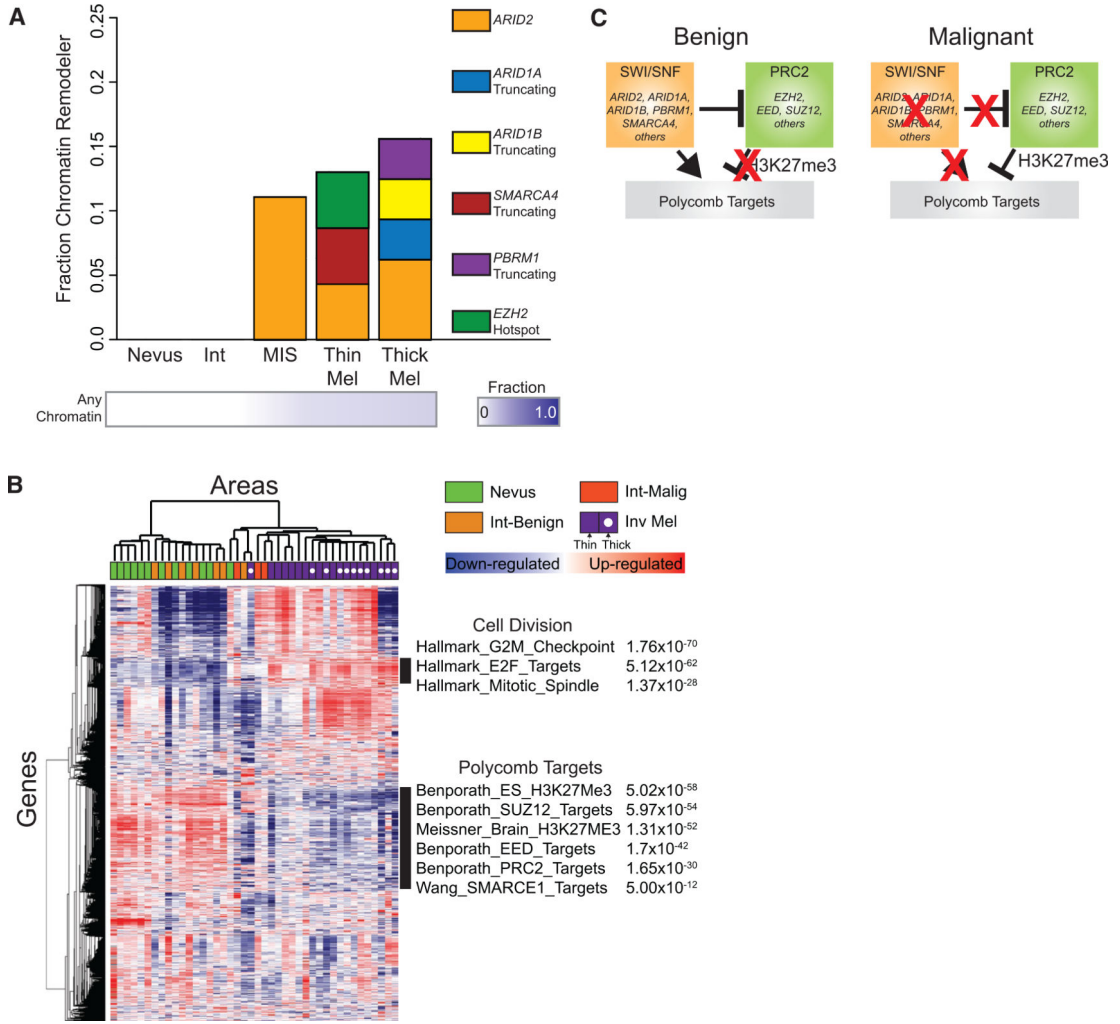 A
Fraction Chromatin Remodeler
0.25
0.2
0.15
0.1
0.05
0.0
Nevus
Int
MIS
Thin
Mel
Thick
Mel
ARID2
ARID1A
Truncating
ARID1B
Truncating
SMARCA4
Truncating
PBRM1
Truncating
EZH2
Hotspot
Any
Chromatin
Fraction
0 1.0
C
Benign
SWI/SNF
ARID2, ARID1A,
ARID1B, PBRM1,
SMARCA4,
others
PRC2
EZH2,
EED, SUZ12,
others
H3K27me3
Polycomb Targets
Malignant
SWI/SNF
ARID2, ARID1A,
ARID1B, PBRM1,
SMARCA4,
others
PRC2
EZH2,
EED, SUZ12,
others
H3K27me3
Polycomb Targets
B
Areas
Genes
Nevus
Int-Benign
Int-Malig
Inv Mel
Thin Thick
Down-regulated Up-regulated
Cell Division
Hallmark_G2M_Checkpoint 1.76x10-70
Hallmark_E2F_Targets 5.12x10-62
Hallmark_Mitotic_Spindle 1.37x10-28
Polycomb Targets
Benporath_ES_H3K27Me3 5.02x10-58
Benporath_SUZ12_Targets 5.97x10-54
Meissner_Brain_H3K27ME3 1.31x10-52
Benporath_EED_Targets 1.7x10-42
Benporath_PRC2_Targets 1.65x10-30
Wang_SMARCE1_Targets 5.00x10-12